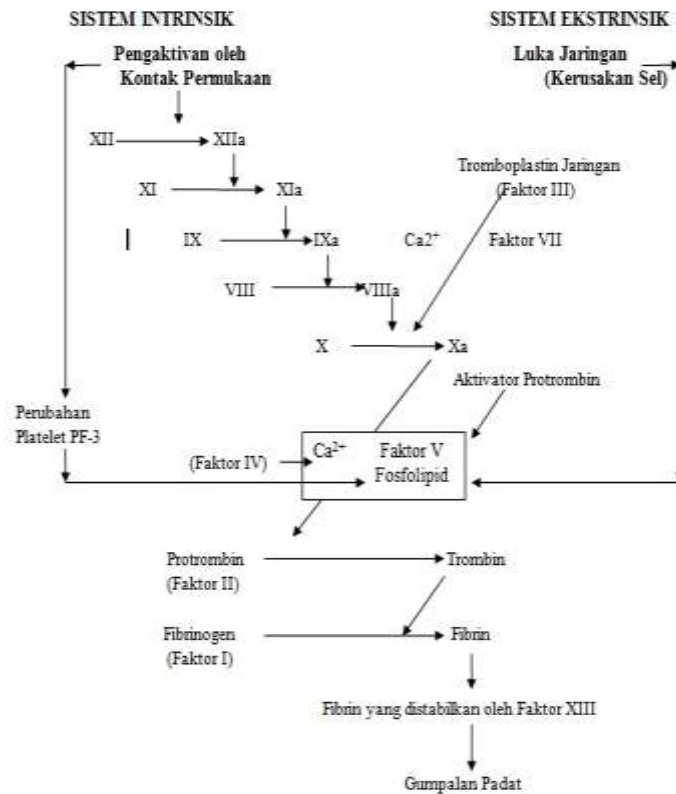 SISTEM INTRINSIK
SISTEM EKSTRINSIK
Pengaktivan oleh
Kontak Permukaan
Luka Jaringan
(Kerusakan Sel)
XII
XIIa
Tromboplastin Jaringan
(Faktor III)
XI
XIa
IX
IXa
Ca2⁺
Faktor VII
VIII
VIIIa
X
Xa
Aktivator Protrombin
Perubahan
Platelet PF-3
(Faktor IV)
Ca²⁺
Faktor V
Fosfolipid
Protrombin
(Faktor II)
Trombin
Fibrinogen
(Faktor I)
Fibrin
Fibrin yang distabilkan oleh Faktor XIII
Gumpalan Padat